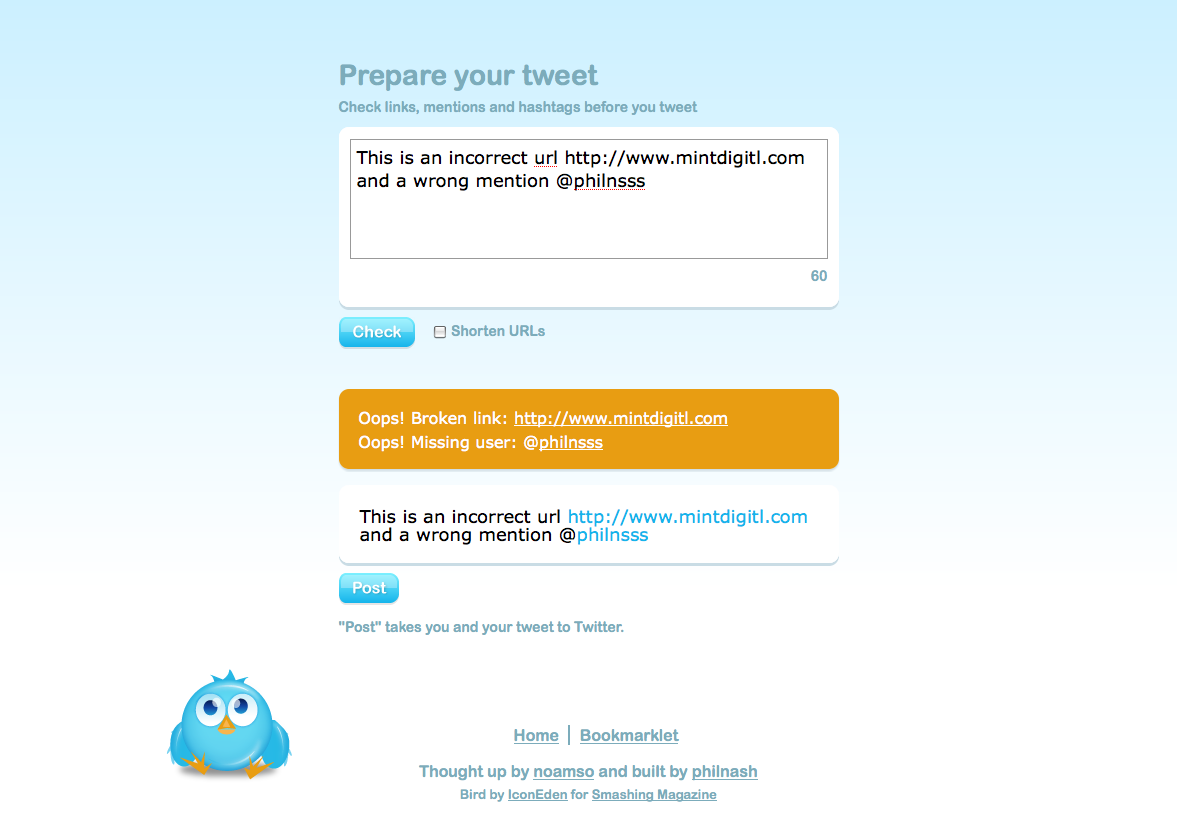 Prepare your tweet
Check links, mentions and hashtags before you tweet
This is an incorrect url http://www.mintdigitl.com
and a wrong mention @philnsss
60
Check Shorten URLs
Oops! Broken link: http://www.mintdigitl.com
Oops! Missing user: @philnsss
This is an incorrect url http://www.mintdigitl.com
and a wrong mention @philnsss
Post
"Post" takes you and your tweet to Twitter.
Home | Bookmarklet
Thought up by noamso and built by philnash
Bird by IconEden for Smashing Magazine